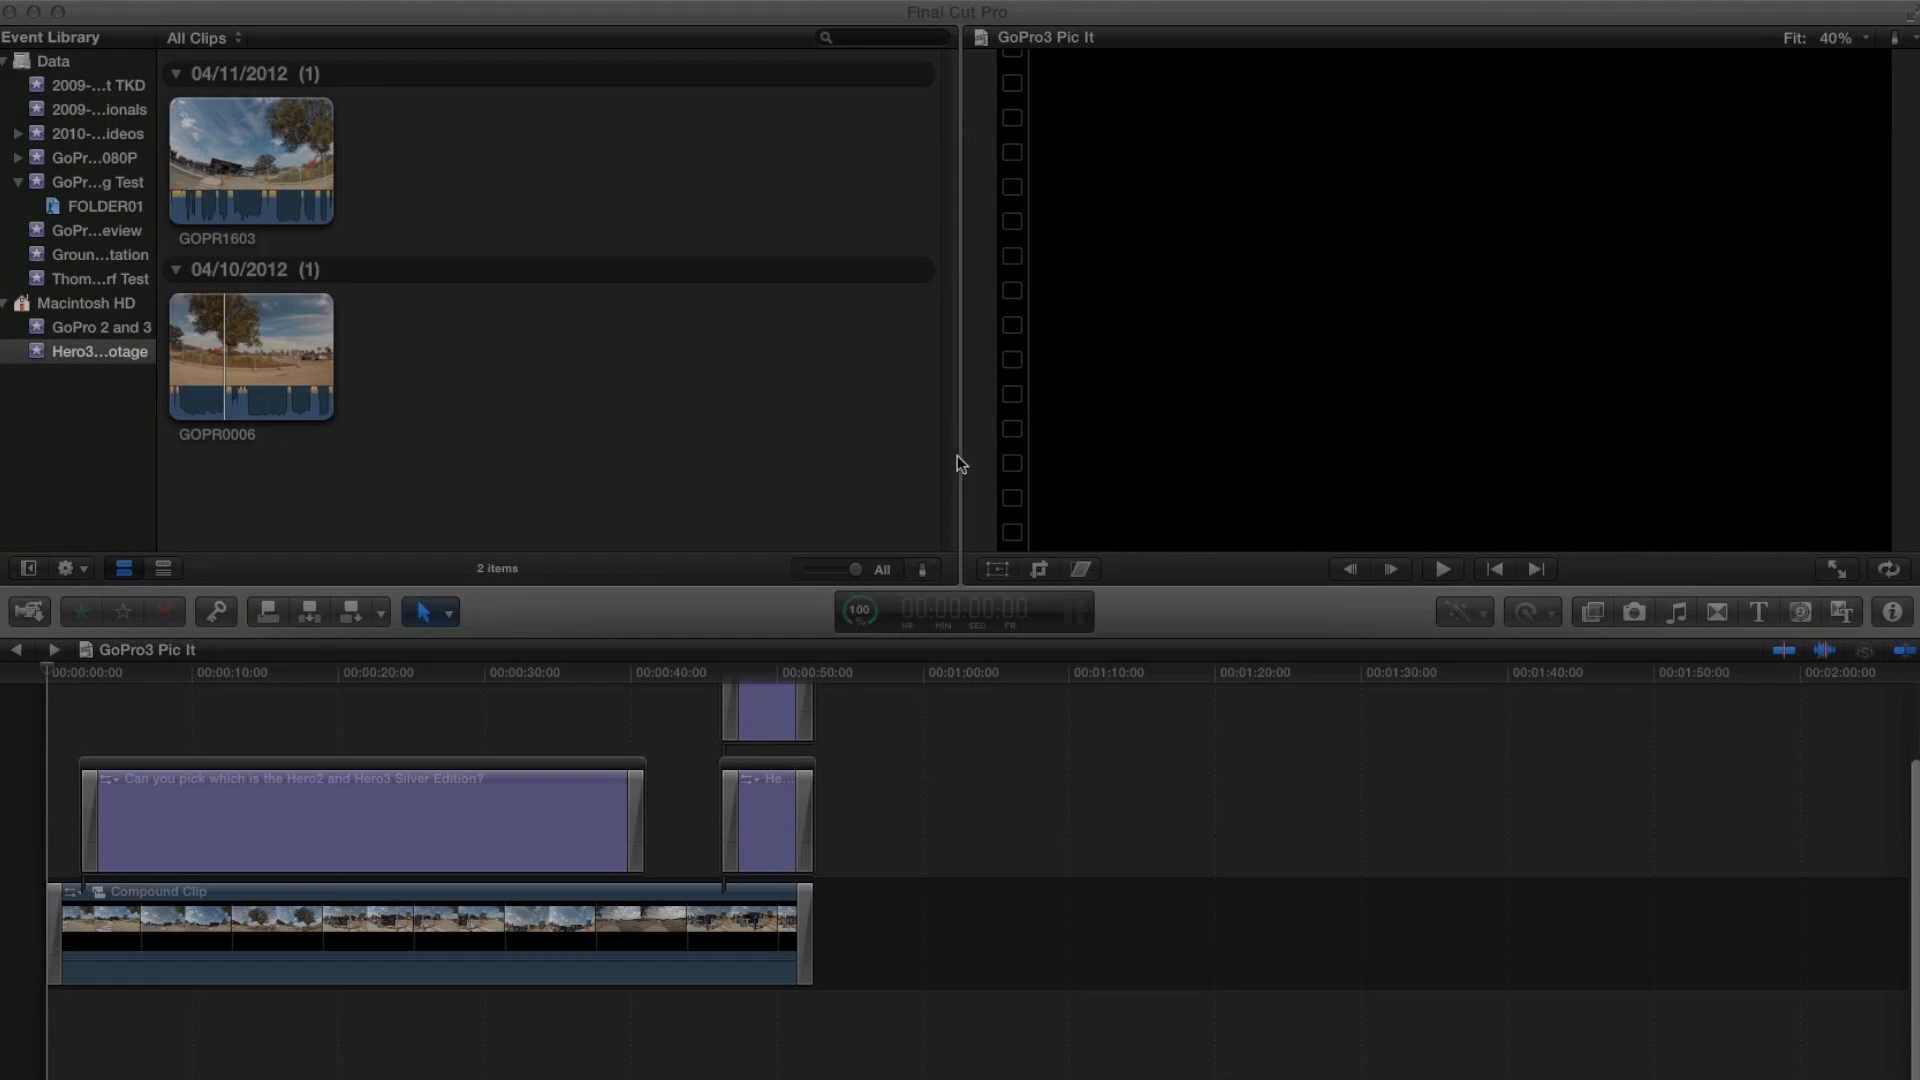 Final Cut Pro
Event Library
All Clips
GoPro3 Pic It
Fit: 40%
Data
2009-...t TKD
2009-...ionals
2010-...ideos
GoPr...080P
GoPr...g Test
FOLDER01
GoPr...eview
Groun...tation
Thom...rf Test
Macintosh HD
GoPro 2 and 3
Hero3...otage
04/11/2012 (1)
GOPR1603
04/10/2012 (1)
GOPR0006
2 items
All
100
%
00:00:00:00
HR MIN SEC FR
GoPro3 Pic It
00:00:00:00 00:00:10:00 00:00:20:00 00:00:30:00 00:00:40:00 00:00:50:00 00:01:00:00 00:01:10:00 00:01:20:00 00:01:30:00 00:01:40:00 00:01:50:00 00:02:00:00
Can you pick which is the Hero2 and Hero3 Silver Edition?
He...
Compound Clip